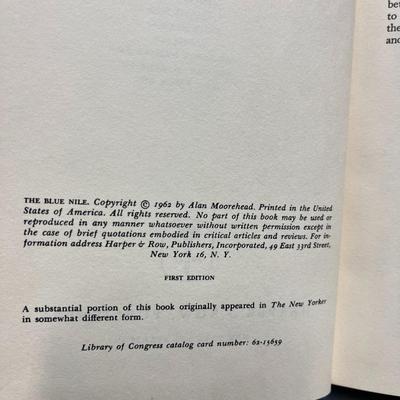 THE BLUE NILE. Copyright © 1962 by Alan Moorehead. Printed in the United
States of America. All rights reserved. No part of this book may be used or
reproduced in any manner whatsoever without written permission except in
the case of brief quotations embodied in critical articles and reviews. For in-
formation address Harper & Row, Publishers, Incorporated, 49 East 33rd Street,
New York 16, N. Y.
FIRST EDITION
A substantial portion of this book originally appeared in The New Yorker
in somewhat different form.
Library of Congress catalog card number: 62-15659
to
the
and